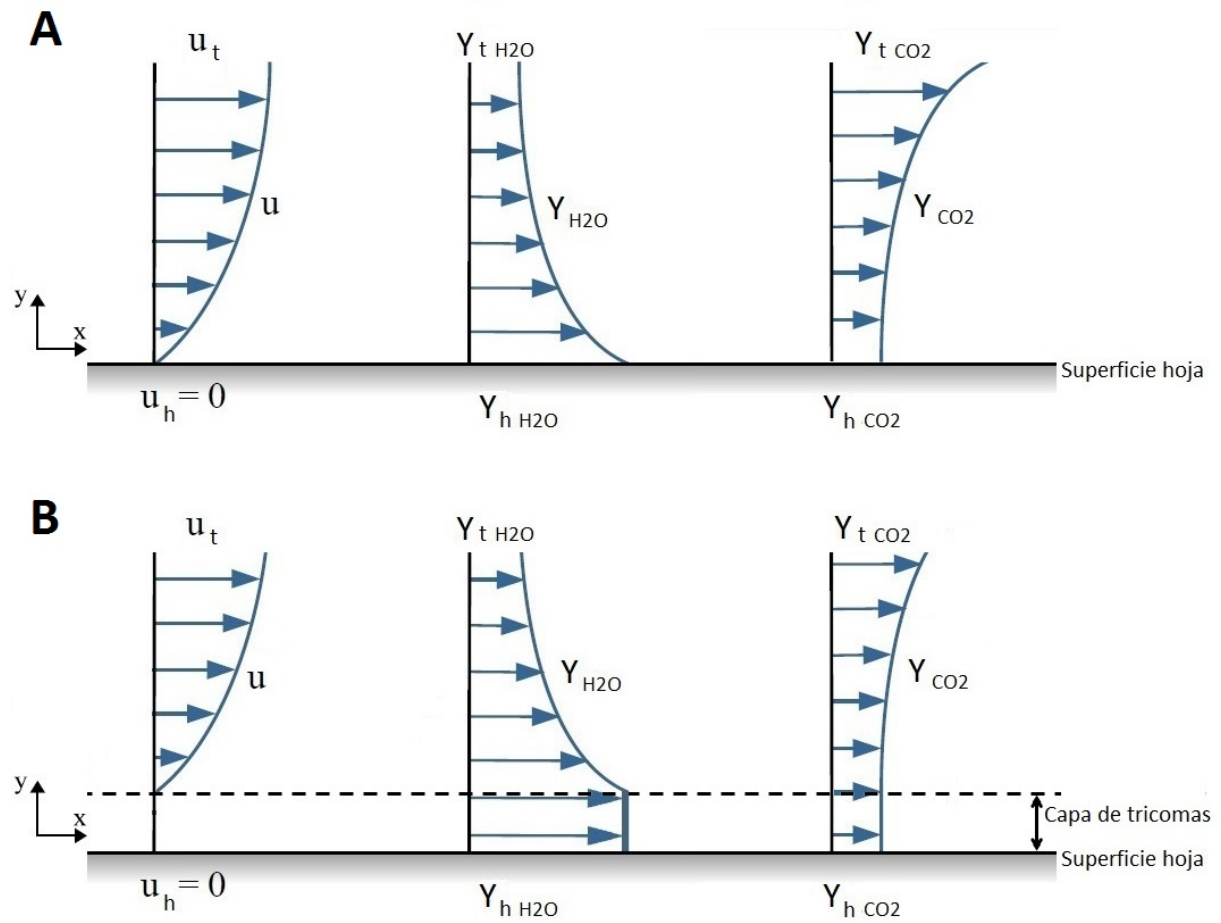 A
u t
Y t H2O
Y t CO2
u
Y H2O
Y CO2
y
x
Superficie hoja
u h = 0
Y h H2O
Y h CO2
B
u t
Y t H2O
Y t CO2
u
Y H2O
Y CO2
y
x
Capa de tricomas
Superficie hoja
u h = 0
Y h H2O
Y h CO2